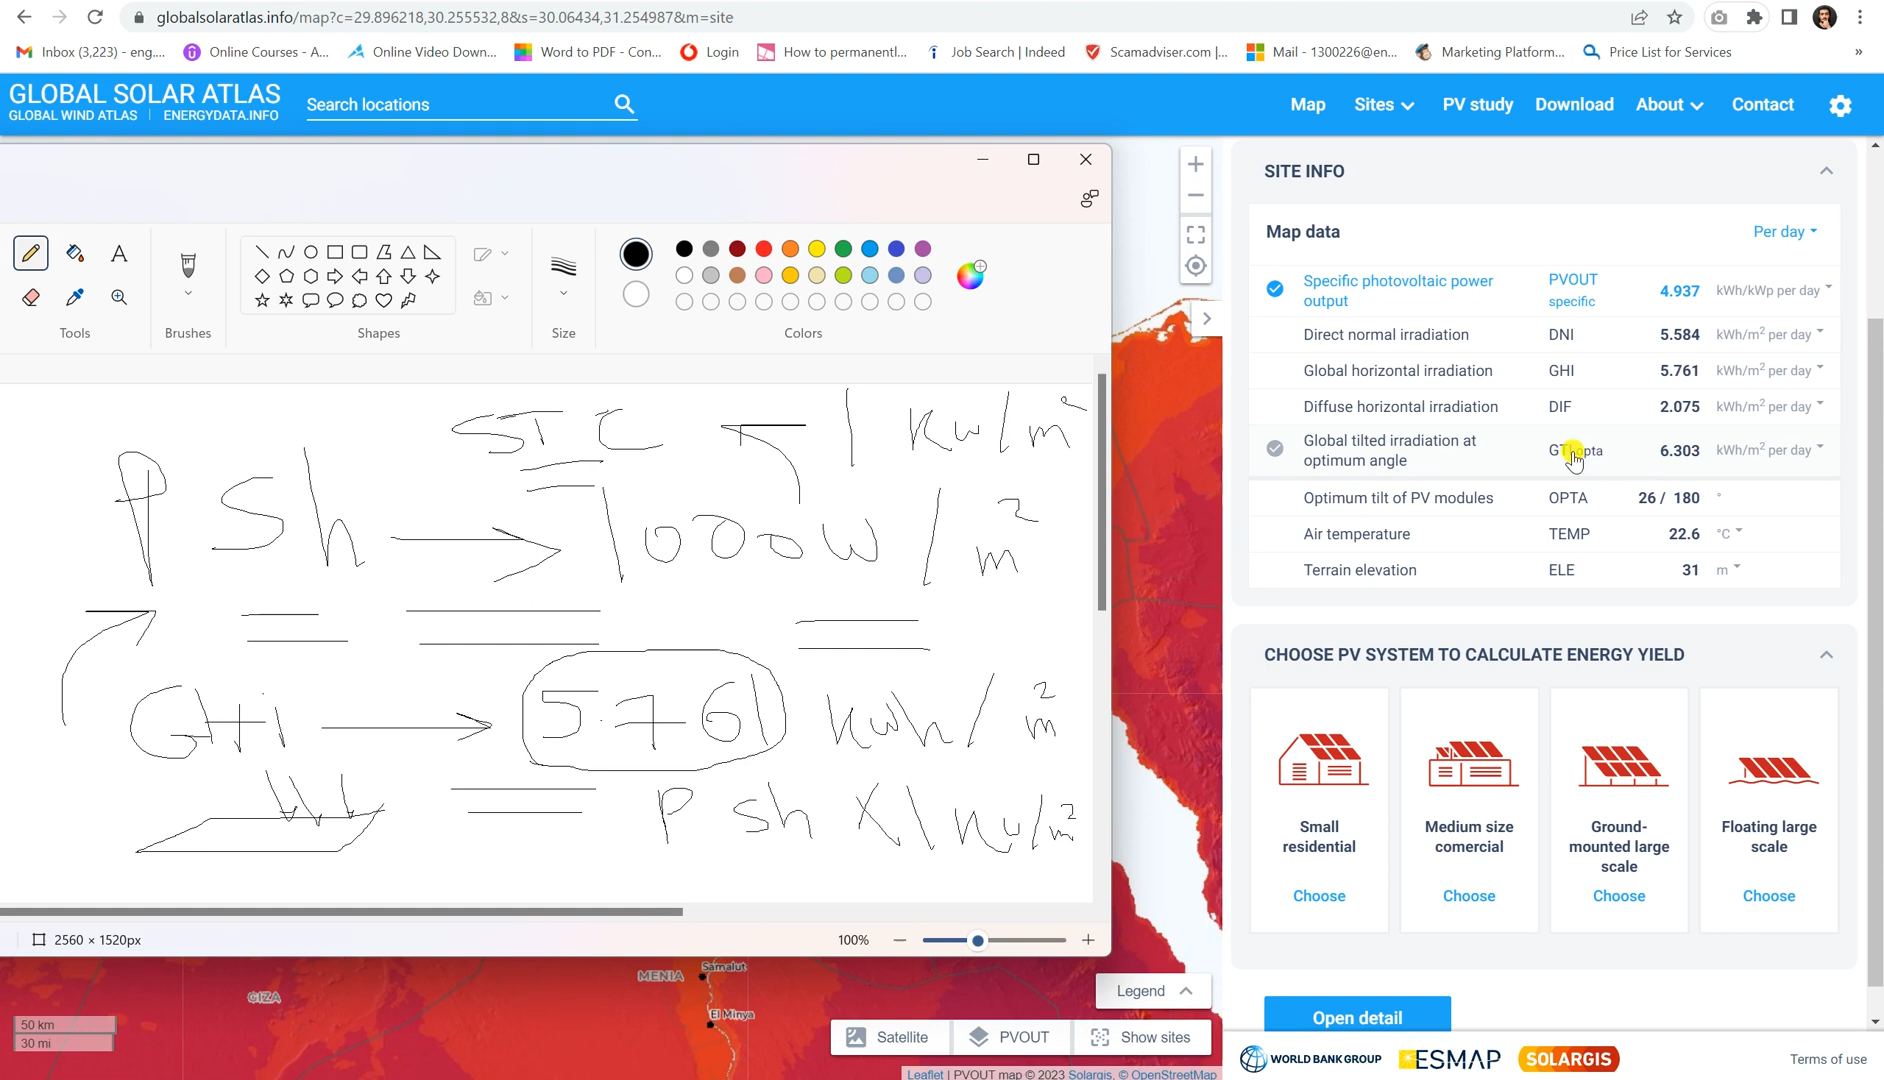 globalsolaratlas.info/map?c=29.896218,30.255532,8&s=30.06434,31.254987&m=site
Inbox (3,223) - eng....
Online Courses - A...
Online Video Down...
Word to PDF - Con...
Login
How to permanentl...
Job Search | Indeed
Scamadviser.com |...
Mail - 1300226@en...
Marketing Platform...
Price List for Services
»
GLOBAL SOLAR ATLAS
GLOBAL WIND ATLAS | ENERGYDATA.INFO
Search locations
Map
Sites
PV study
Download
About
Contact
Tools
Brushes
Shapes
Size
Colors
STC 1 kw/m²
Psh → 1000w/m²
GHi → 5.761 kwh/m²
Psh X 1 kw/m²
2560 × 1520px
100%
GIZA
MENIA
Samalut
El Minya
50 km
30 mi
Legend
Satellite
PVOUT
Show sites
Leaflet | PVOUT map © 2023 Solargis, © OpenStreetMap
SITE INFO
Map data
Per day
Specific photovoltaic power output PVOUT specific 4.937 kWh/kWp per day
Direct normal irradiation DNI 5.584 kWh/m² per day
Global horizontal irradiation GHI 5.761 kWh/m² per day
Diffuse horizontal irradiation DIF 2.075 kWh/m² per day
Global tilted irradiation at optimum angle opta 6.303 kWh/m² per day
Optimum tilt of PV modules OPTA 26 / 180 °
Air temperature TEMP 22.6 °C
Terrain elevation ELE 31 m
CHOOSE PV SYSTEM TO CALCULATE ENERGY YIELD
Small residential
Choose
Medium size comercial
Choose
Ground-mounted large scale
Choose
Floating large scale
Choose
Open detail
WORLD BANK GROUP
ESMAP
SOLARGIS
Terms of use